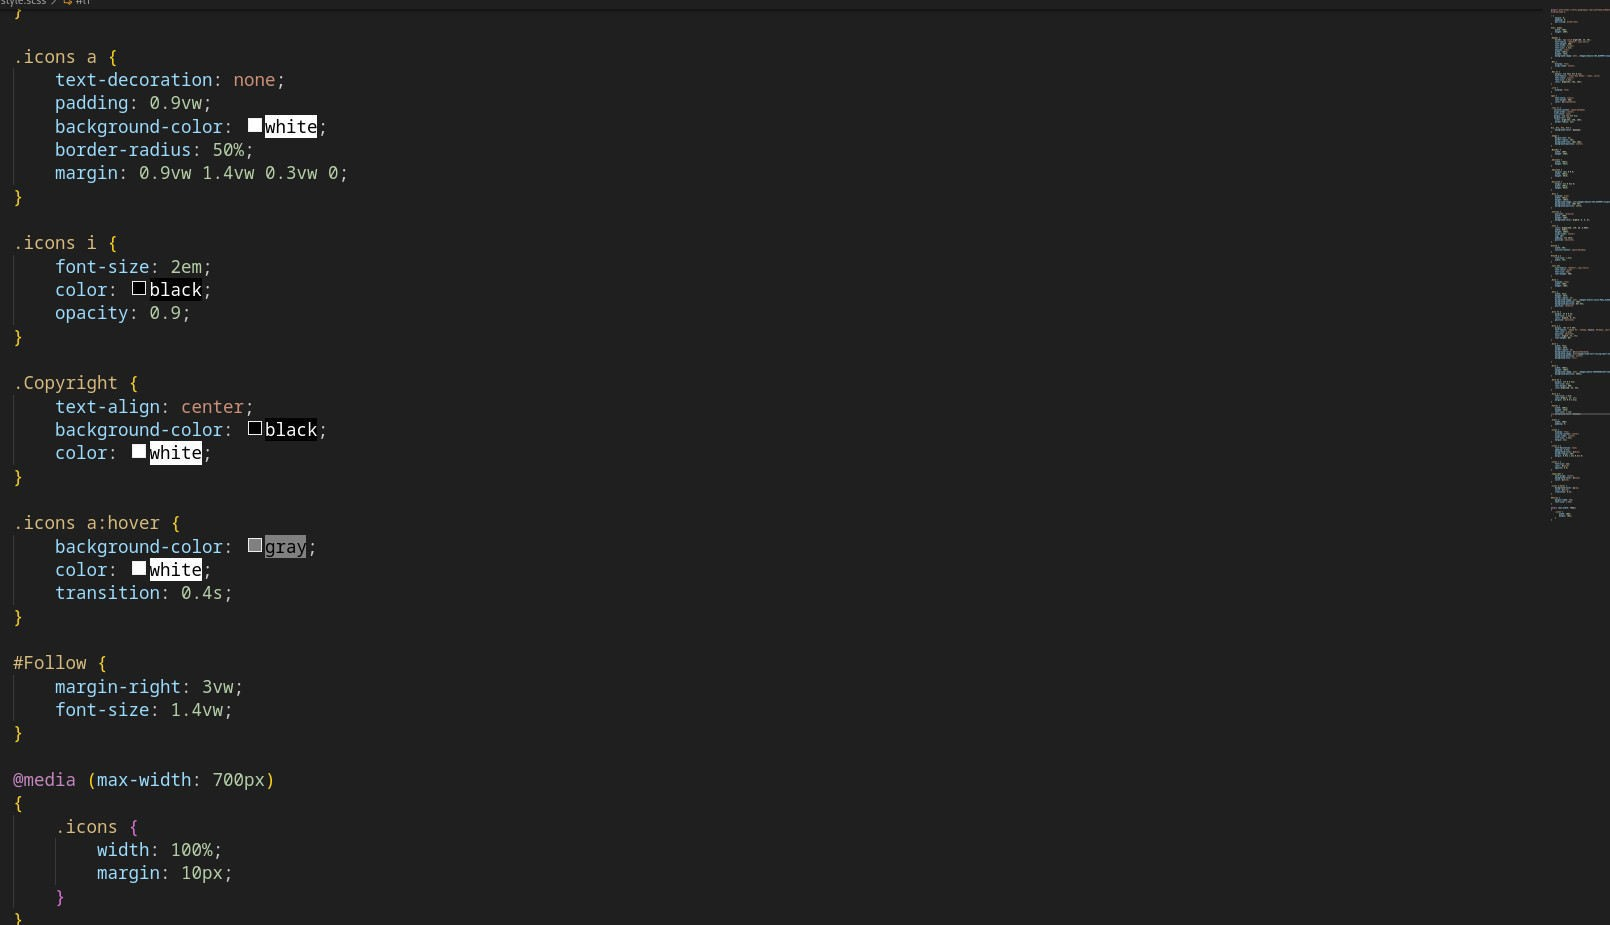 style.scss
}
.icons a {
text-decoration: none;
padding: 0.9vw;
background-color: white;
border-radius: 50%;
margin: 0.9vw 1.4vw 0.3vw 0;
}
.icons i {
font-size: 2em;
color: black;
opacity: 0.9;
}
.Copyright {
text-align: center;
background-color: black;
color: white;
}
.icons a:hover {
background-color: gray;
color: white;
transition: 0.4s;
}
#Follow {
margin-right: 3vw;
font-size: 1.4vw;
}
@media (max-width: 700px)
{
.icons {
width: 100%;
margin: 10px;
}
}